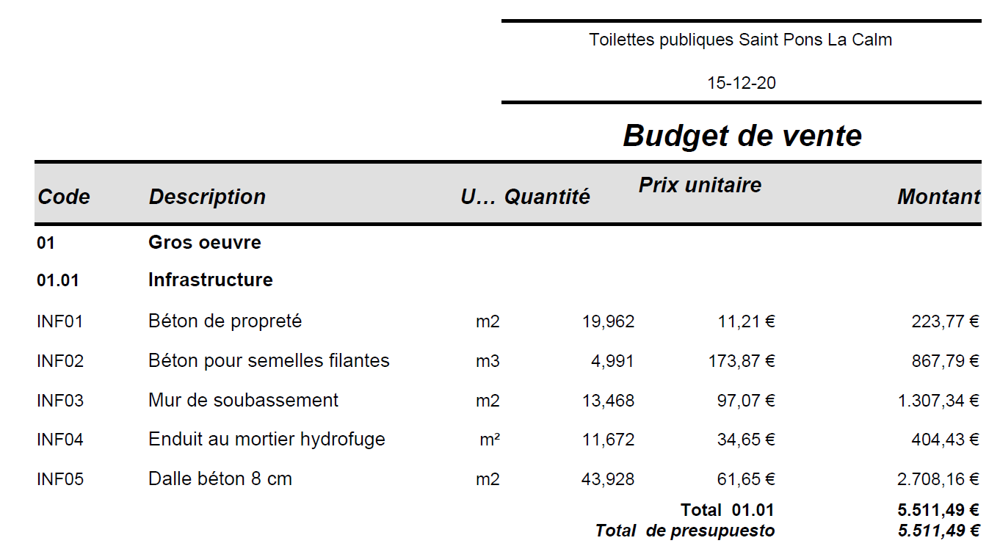 Toilettes publiques Saint Pons La Calm
15-12-20
Budget de vente
Code Description U… Quantité Prix unitaire Montant
01 Gros oeuvre
01.01 Infrastructure
INF01 Béton de propreté m2 19,962 11,21 € 223,77 €
INF02 Béton pour semelles filantes m3 4,991 173,87 € 867,79 €
INF03 Mur de soubassement m2 13,468 97,07 € 1.307,34 €
INF04 Enduit au mortier hydrofuge m² 11,672 34,65 € 404,43 €
INF05 Dalle béton 8 cm m2 43,928 61,65 € 2.708,16 €
Total 01.01 5.511,49 €
Total de presupuesto 5.511,49 €